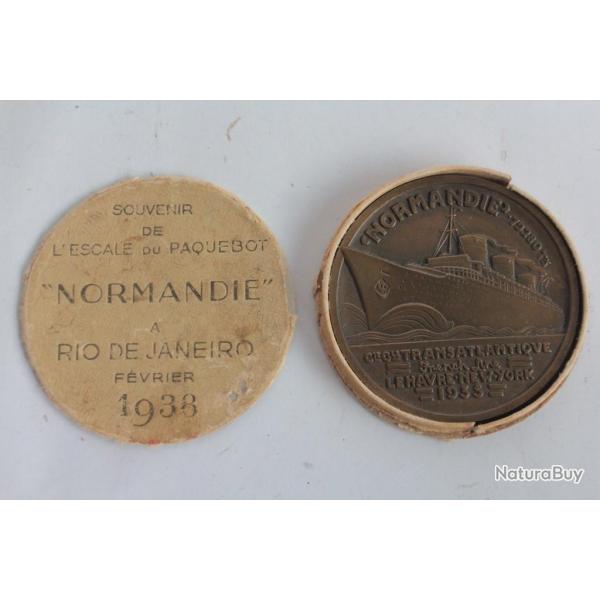 SOUVENIR
DE
L'ESCALE DU PAQUEBOT
"NORMANDIE"
A
RIO DE JANEIRO
FÉVRIER
1938
"NORMANDIE"
Cie Gle TRANSATLANTIQUE
LE HAVRE-NEW-YORK
1935
NaturaBuy